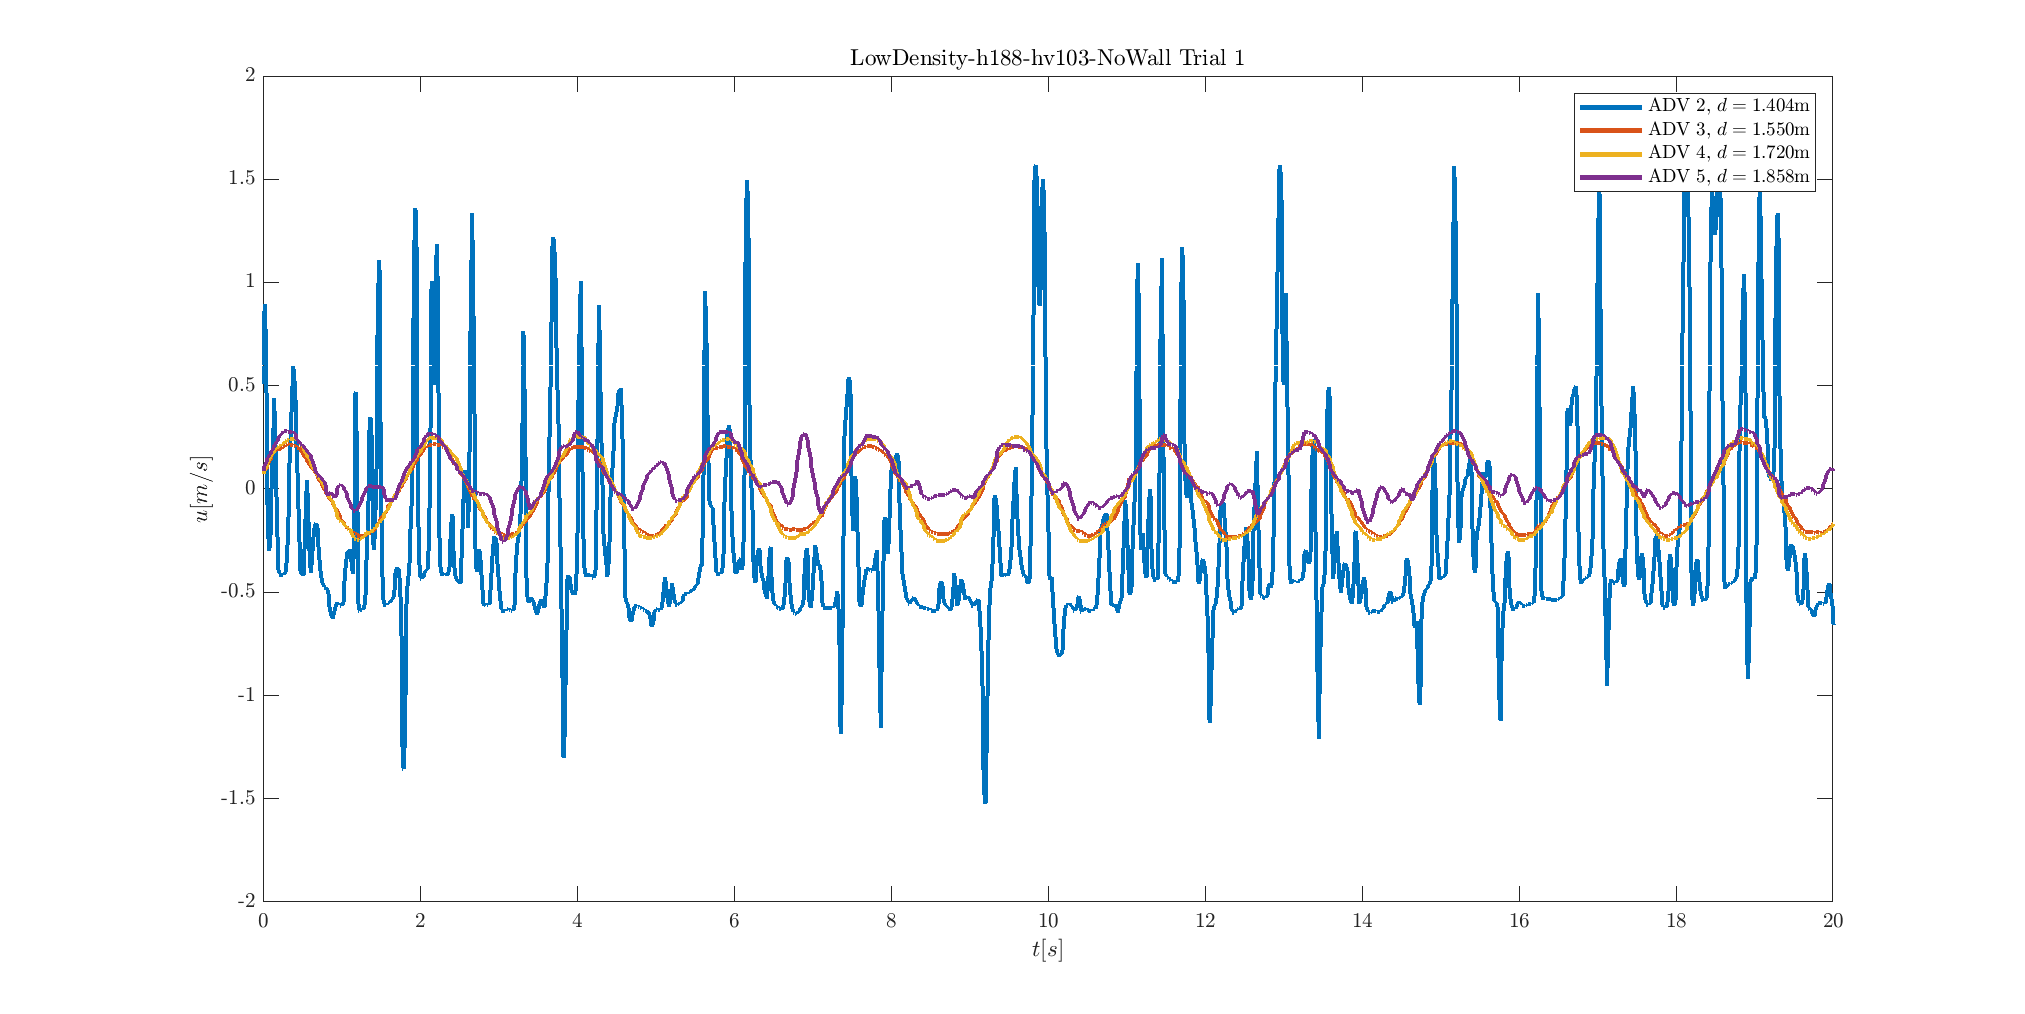 LowDensity-h188-hv103-NoWall Trial 1
2
1.5
1
0.5
0
-0.5
-1
-1.5
-2
u[m/s]
ADV 2, d = 1.404m
ADV 3, d = 1.550m
ADV 4, d = 1.720m
ADV 5, d = 1.858m
0 2 4 6 8 10 12 14 16 18 20
t[s]